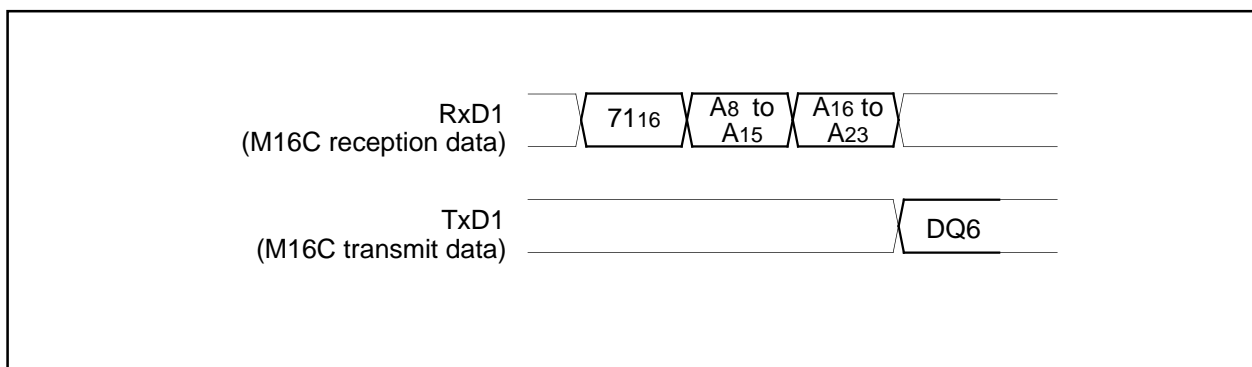 RxD1
(M16C reception data)
7116
A8 to
A15
A16 to
A23
TxD1
(M16C transmit data)
DQ6